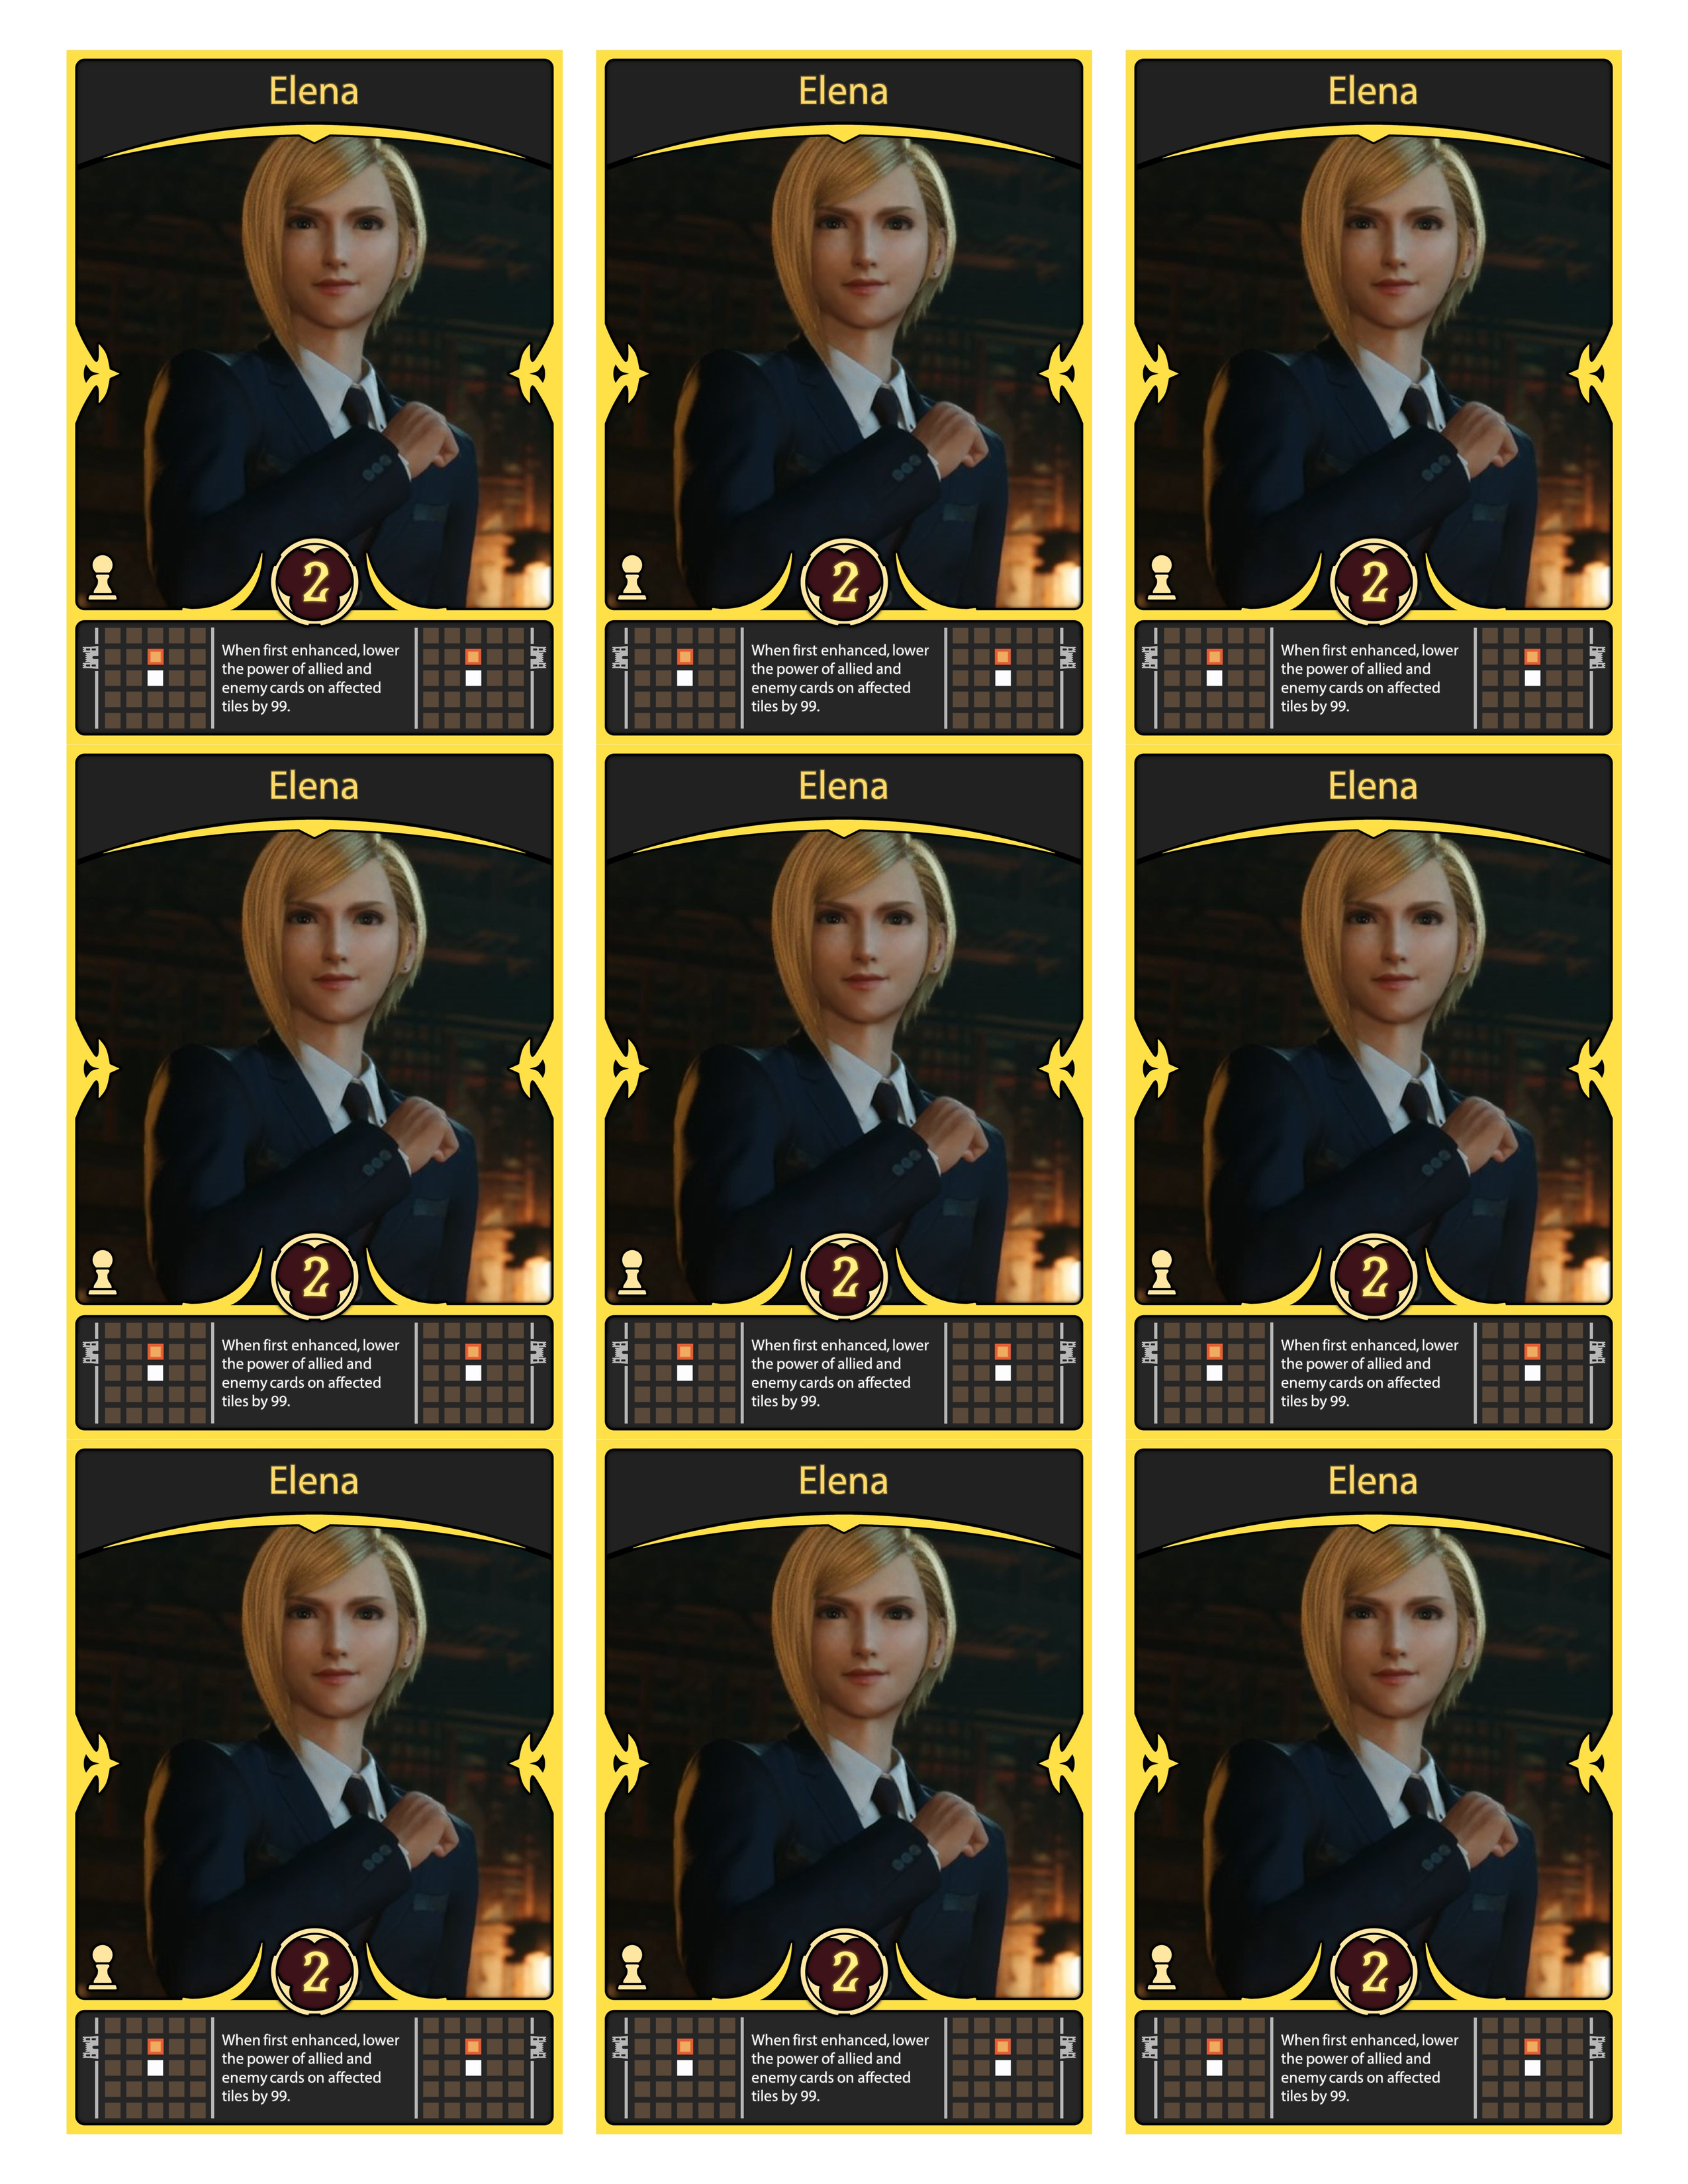 Elena
Elena
Elena
2
2
2
When first enhanced, lower
the power of allied and
enemy cards on affected
tiles by 99.
When first enhanced, lower
the power of allied and
enemy cards on affected
tiles by 99.
When first enhanced, lower
the power of allied and
enemy cards on affected
tiles by 99.
Elena
Elena
Elena
2
2
2
When first enhanced, lower
the power of allied and
enemy cards on affected
tiles by 99.
When first enhanced, lower
the power of allied and
enemy cards on affected
tiles by 99.
When first enhanced, lower
the power of allied and
enemy cards on affected
tiles by 99.
Elena
Elena
Elena
2
2
2
When first enhanced, lower
the power of allied and
enemy cards on affected
tiles by 99.
When first enhanced, lower
the power of allied and
enemy cards on affected
tiles by 99.
When first enhanced, lower
the power of allied and
enemy cards on affected
tiles by 99.